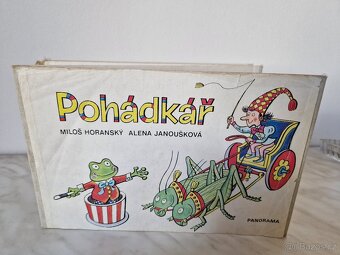 Pohádkář
MILOŠ HORANSKÝ ALENA JANOUŠKOVÁ
PANORAMA